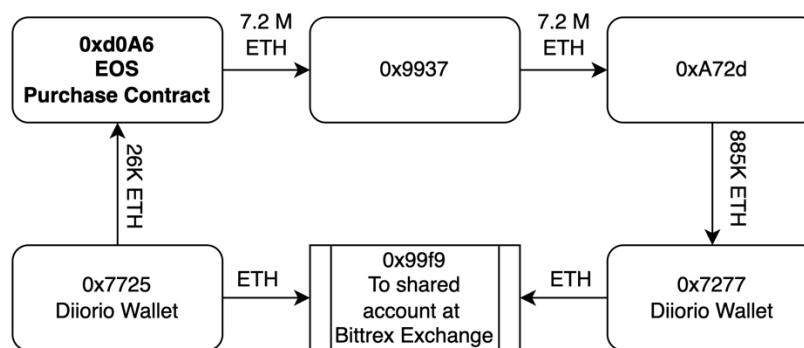 0xd0A6
EOS
Purchase Contract
7.2 M
ETH
0x9937
7.2 M
ETH
0xA72d
26K ETH
885K ETH
0x7725
Diiorio Wallet
ETH
0x99f9
To shared
account at
Bittrex Exchange
ETH
0x7277
Diiorio Wallet